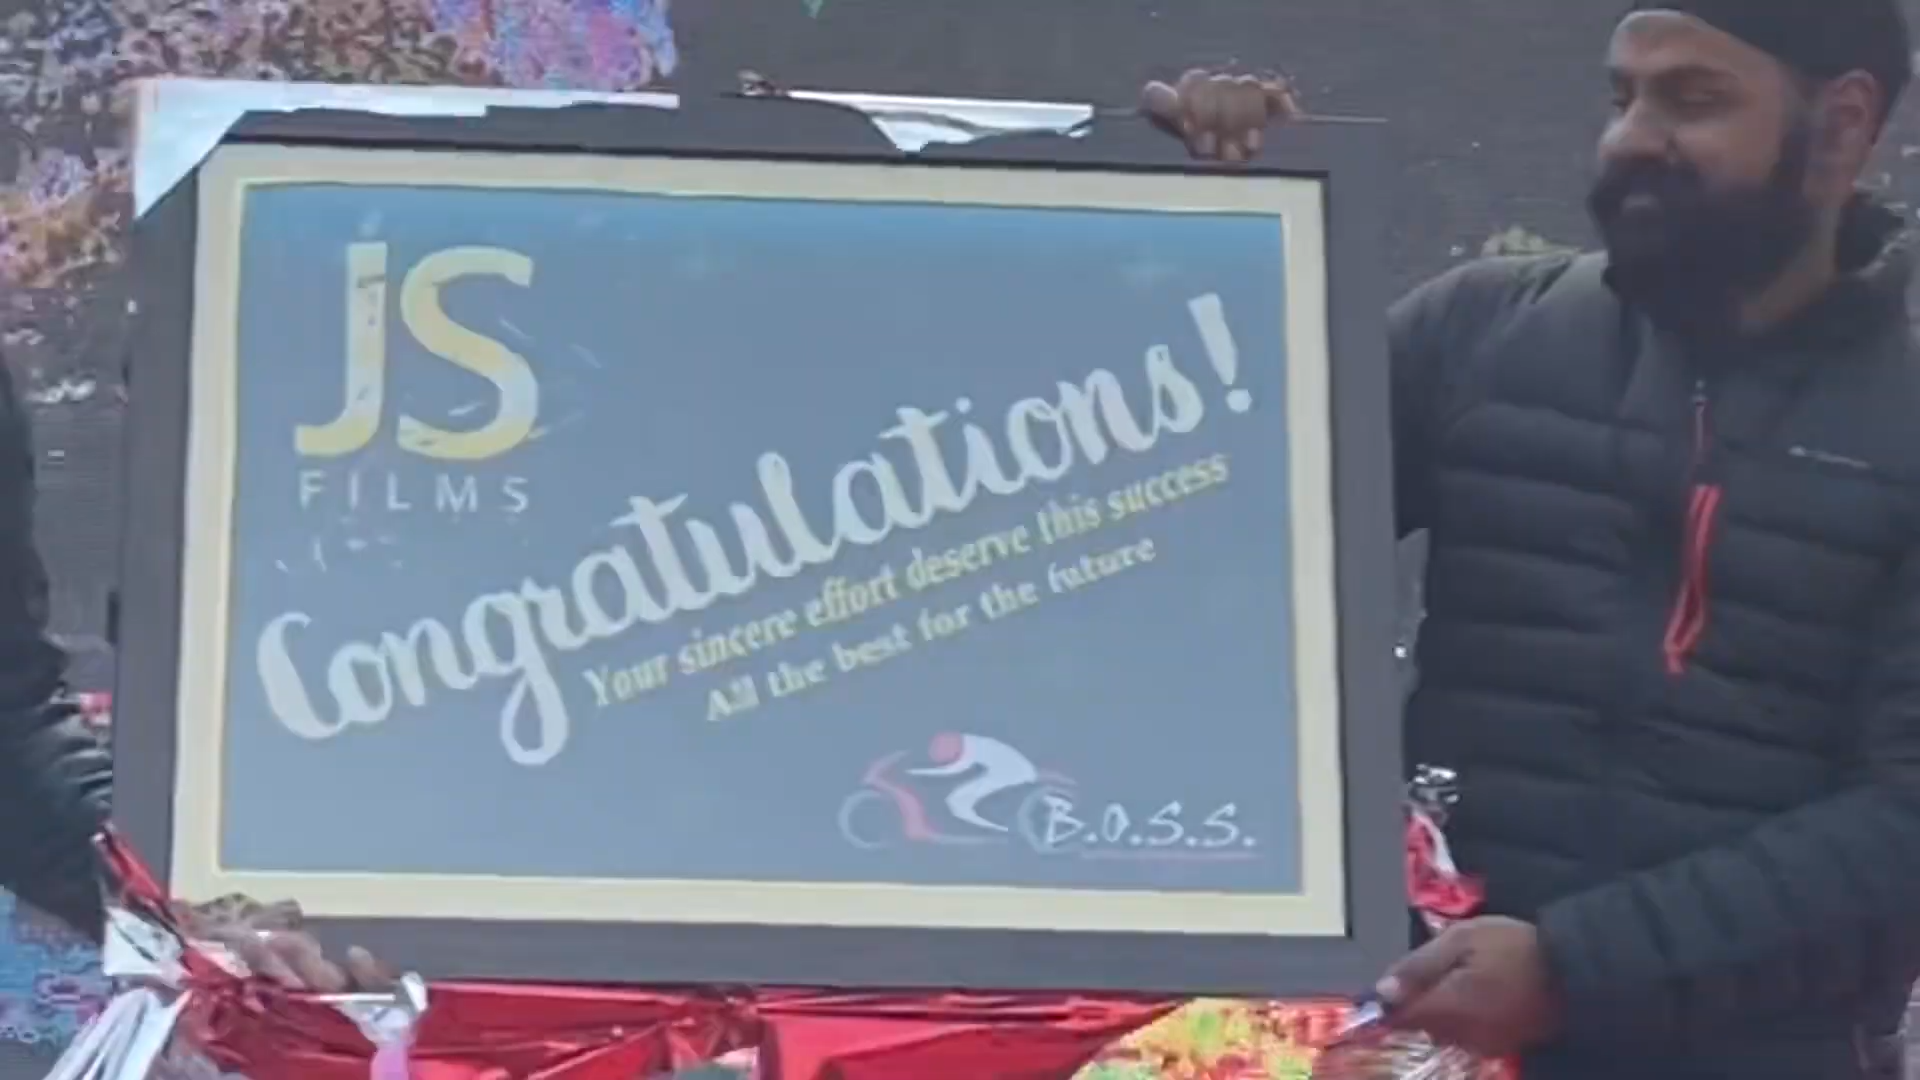 JS
FILMS
Congratulations!
Your sincere effort deserve this success
All the best for the future
B.O.S.S.